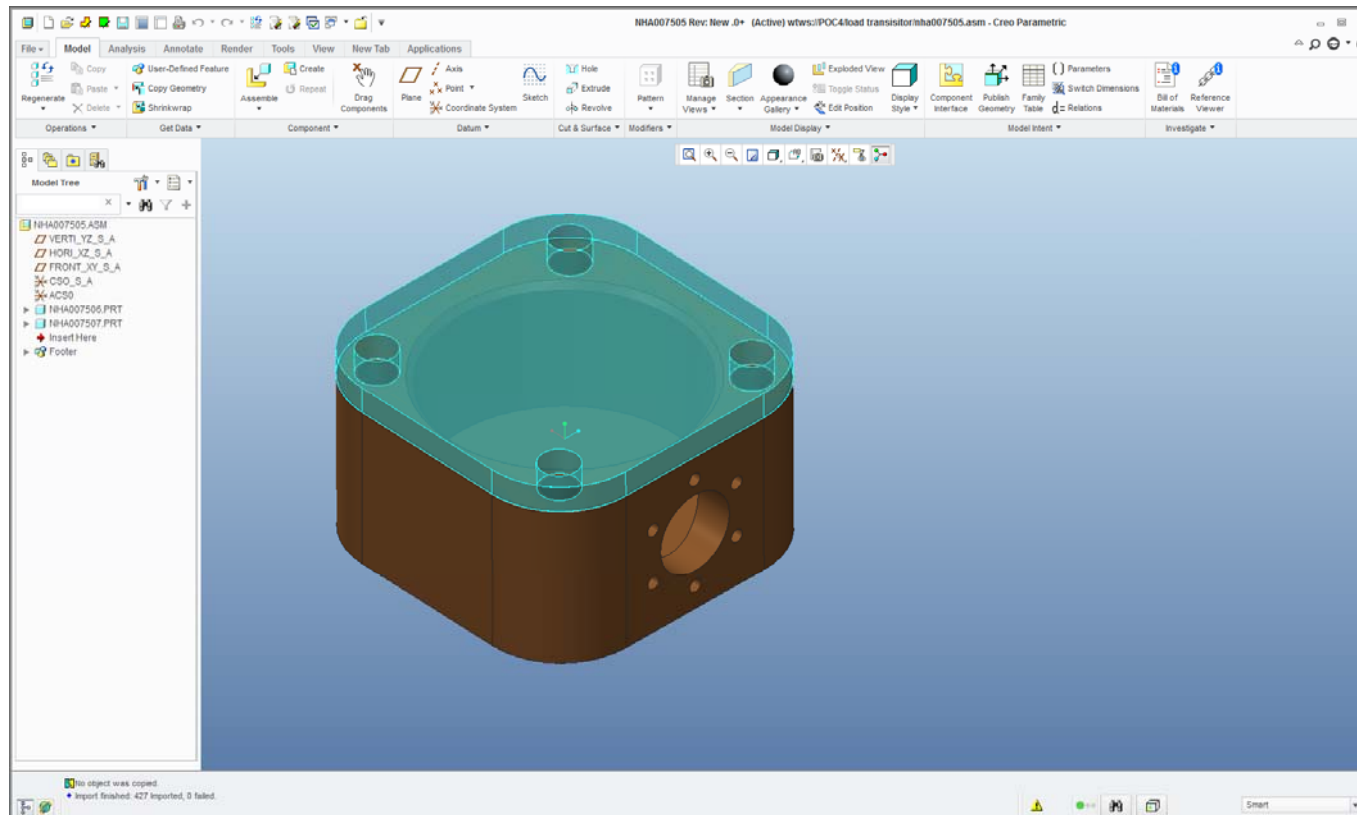 NHA007505 Rev: New .0+ (Active) wtws://POC4/load transisitor/nha007505.asm - Creo Parametric
File Model Analysis Annotate Render Tools View New Tab Applications
Regenerate
Copy
Paste
Delete
User-Defined Feature
Copy Geometry
Shrinkwrap
Assemble
Create
Repeat
Drag
Components
Plane
Axis
Point
Coordinate System
Sketch
Hole
Extrude
Revolve
Pattern
Manage
Views
Section
Appearance
Gallery
Exploded View
Toggle Status
Edit Position
Display
Style
Component
Interface
Publish
Geometry
Family
Table
( ) Parameters
Switch Dimensions
d= Relations
Bill of
Materials
Reference
Viewer
Operations Get Data Component Datum Cut & Surface Modifiers Model Display Model Intent Investigate
Model Tree
NHA007505.ASM
VERTI_YZ_S_A
HORI_XZ_S_A
FRONT_XY_S_A
CSO_S_A
ACS0
NHA007506.PRT
NHA007507.PRT
Insert Here
Footer
No object was copied.
Import finished: 427 imported, 0 failed.
Smart